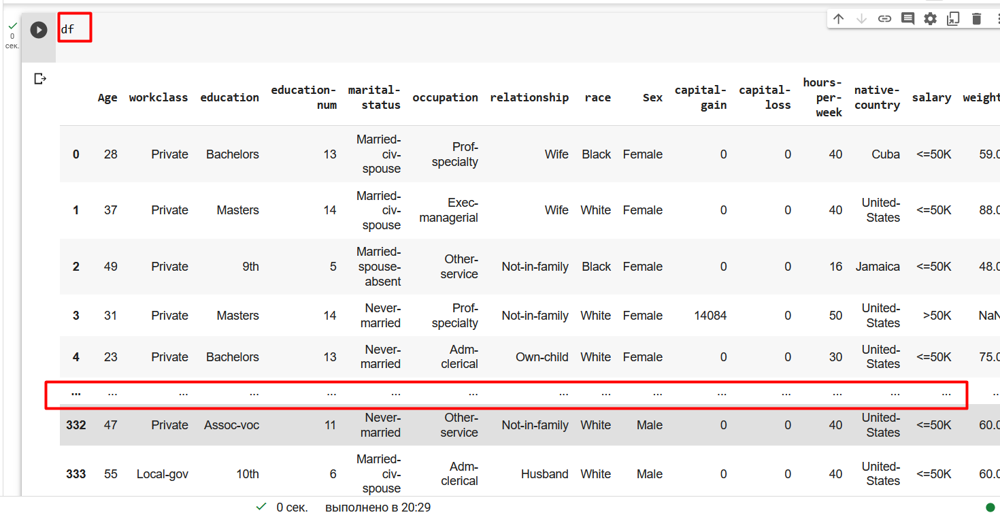 df
0
сек.
Age workclass education education-num marital-status occupation relationship race Sex capital-gain capital-loss hours-per-week native-country salary weight
0 28 Private Bachelors 13 Married-civ-spouse Prof-specialty Wife Black Female 0 0 40 Cuba <=50K 59.0
1 37 Private Masters 14 Married-civ-spouse Exec-managerial Wife White Female 0 0 40 United-States <=50K 88.0
2 49 Private 9th 5 Married-spouse-absent Other-service Not-in-family Black Female 0 0 16 Jamaica <=50K 48.0
3 31 Private Masters 14 Never-married Prof-specialty Not-in-family White Female 14084 0 50 United-States >50K NaN
4 23 Private Bachelors 13 Never-married Adm-clerical Own-child White Female 0 0 30 United-States <=50K 75.0
... ... ... ... ... ... ... ... ... ... ... ... ... ... ... ...
332 47 Private Assoc-voc 11 Never-married Other-service Not-in-family White Male 0 0 40 United-States <=50K 60.0
333 55 Local-gov 10th 6 Married-civ-spouse Adm-clerical Husband White Male 0 0 40 United-States <=50K 60.0
0 сек. выполнено в 20:29